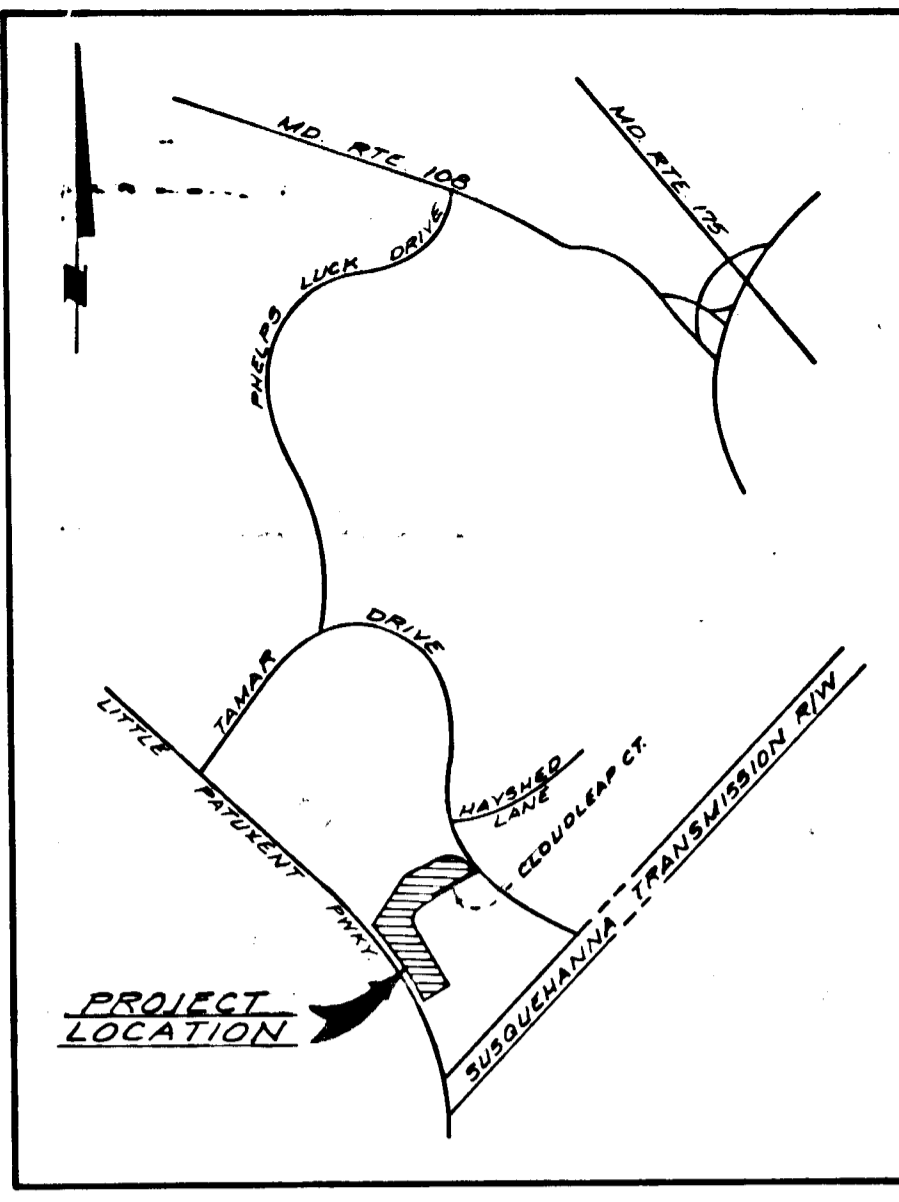 MD. RTE. 108
MD. RTE. 175
PHELPS LUCK DRIVE
TAMAR DRIVE
LITTLE PATUXENT PWKY.
HAYSHED
LANE
CLOUDLEAP CT.
SUSQUEHANNA TRANSMISSION R/W
PROJECT
LOCATION